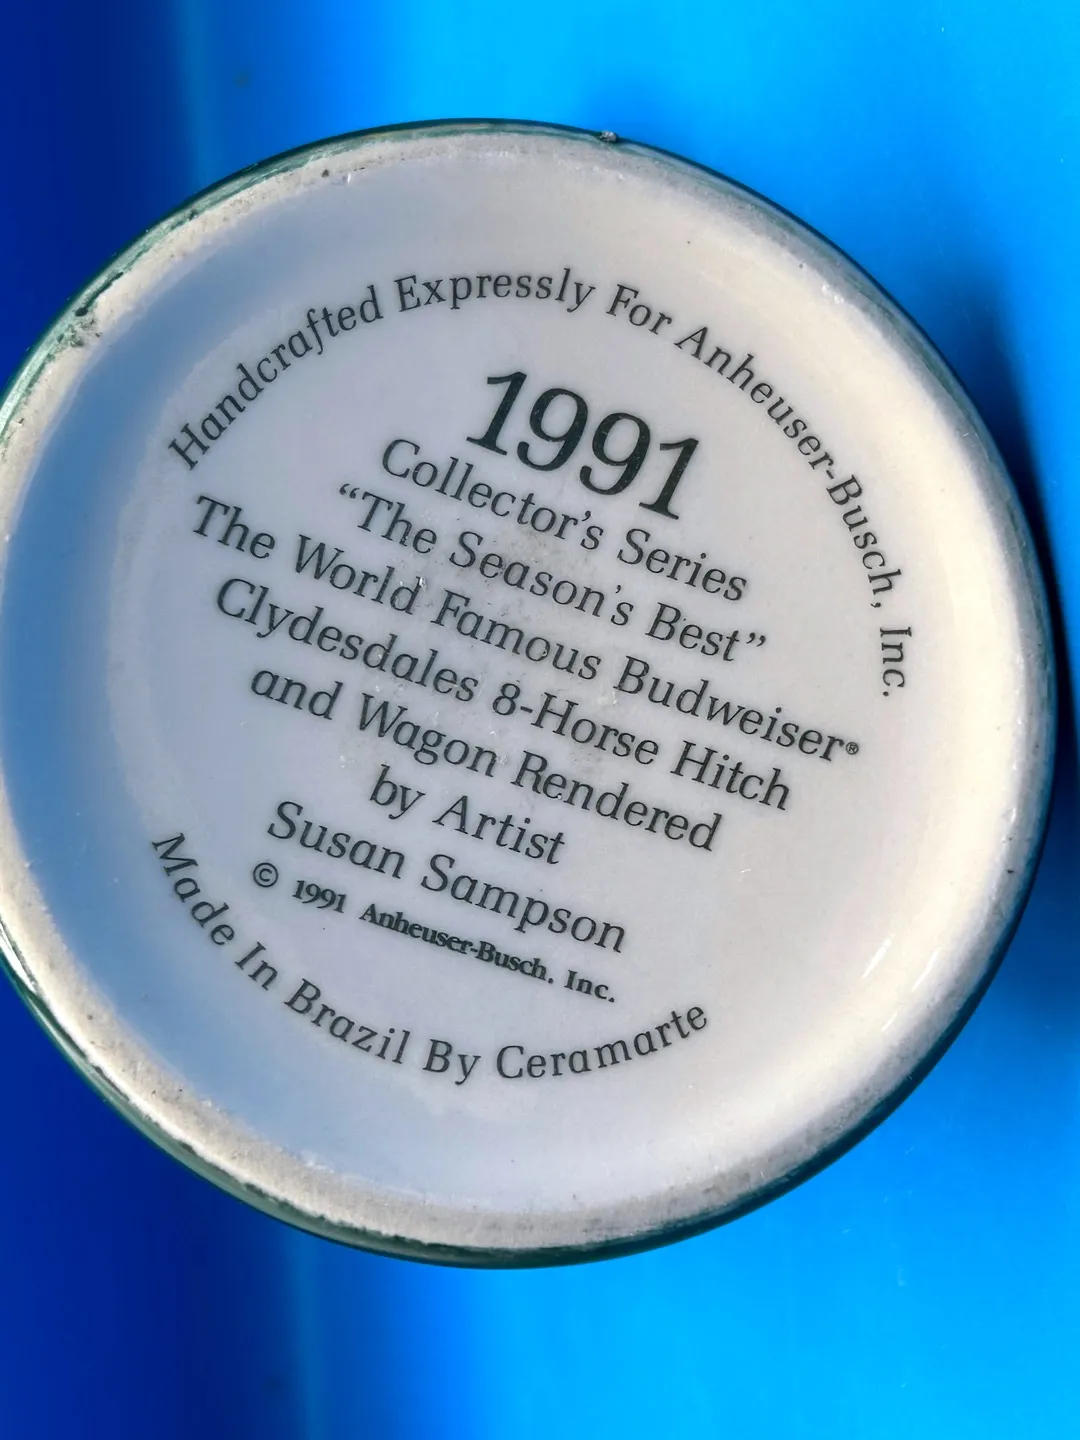 Handcrafted Expressly For Anheuser-Busch, Inc.
1991
Collector's Series
“The Season's Best”
The World Famous Budweiser®
Clydesdales 8-Horse Hitch
and Wagon Rendered
by Artist
Susan Sampson
© 1991 Anheuser-Busch. Inc.
Made In Brazil By Ceramarte